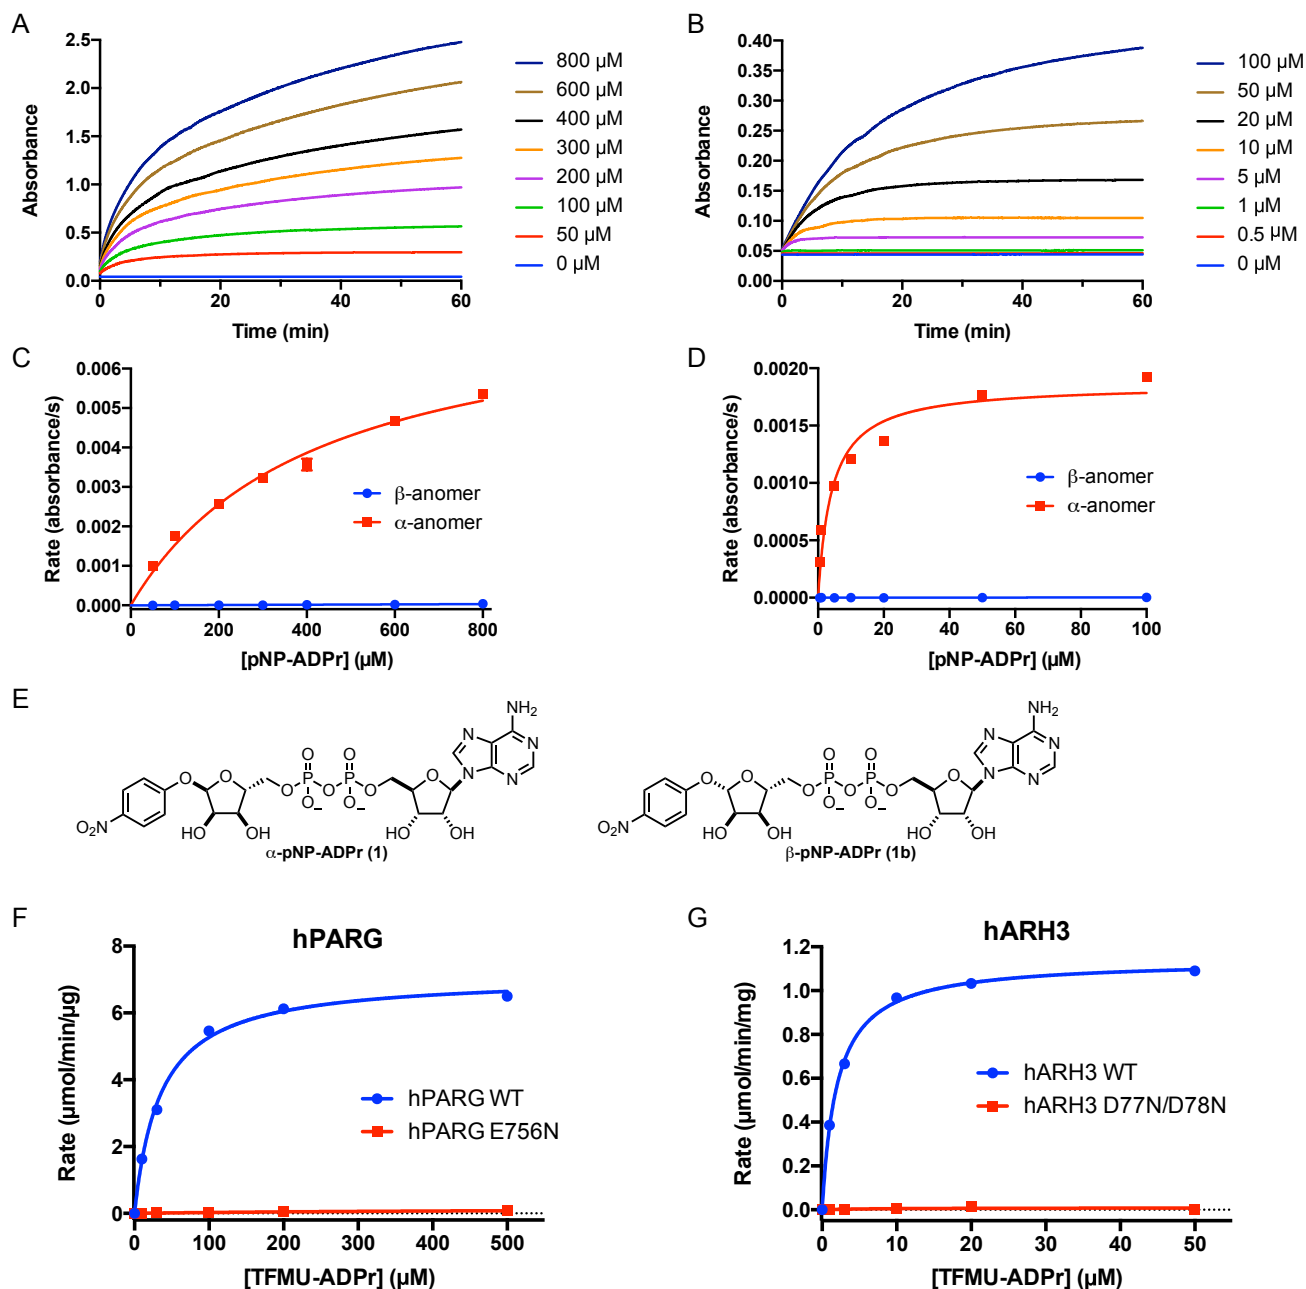 A
Absorbance
2.5
2.0
1.5
1.0
0.5
0.0
0
20
40
60
Time (min)
800 µM
600 µM
400 µM
300 µM
200 µM
100 µM
50 µM
0 µM
B
Absorbance
0.40
0.35
0.30
0.25
0.20
0.15
0.10
0.05
0.00
0
20
40
60
Time (min)
100 µM
50 µM
20 µM
10 µM
5 µM
1 µM
0.5 µM
0 µM
C
Rate (absorbance/s)
0.006
0.005
0.004
0.003
0.002
0.001
0.000
0
200
400
600
800
[pNP-ADPr] (µM)
β-anomer
α-anomer
D
Rate (absorbance/s)
0.0020
0.0015
0.0010
0.0005
0.0000
0
20
40
60
80
100
[pNP-ADPr] (µM)
β-anomer
α-anomer
E
NH2
N
N
N
N
O
O
O
O
P
P
O
O
O
O–
O–
O
O2N
HO
OH
HO
OH
α-pNP-ADPr (1)
NH2
N
N
N
N
O
O
O
O
P
P
O
O
O
O–
O–
O
O2N
HO
OH
HO
OH
β-pNP-ADPr (1b)
F
hPARG
Rate (µmol/min/µg)
8
6
4
2
0
0
100
200
300
400
500
[TFMU-ADPr] (µM)
hPARG WT
hPARG E756N
G
hARH3
Rate (µmol/min/mg)
1.2
1.0
0.8
0.6
0.4
0.2
0.0
0
10
20
30
40
50
[TFMU-ADPr] (µM)
hARH3 WT
hARH3 D77N/D78N